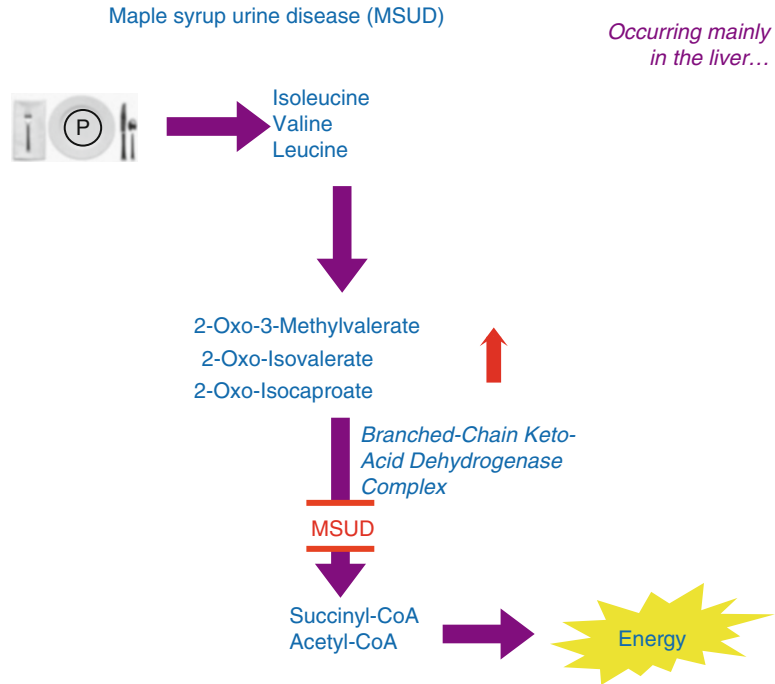 Maple syrup urine disease (MSUD)
Occurring mainly
in the liver…
P
Isoleucine
Valine
Leucine
2-Oxo-3-Methylvalerate
2-Oxo-Isovalerate
2-Oxo-Isocaproate
Branched-Chain Keto-
Acid Dehydrogenase
Complex
MSUD
Succinyl-CoA
Acetyl-CoA
Energy